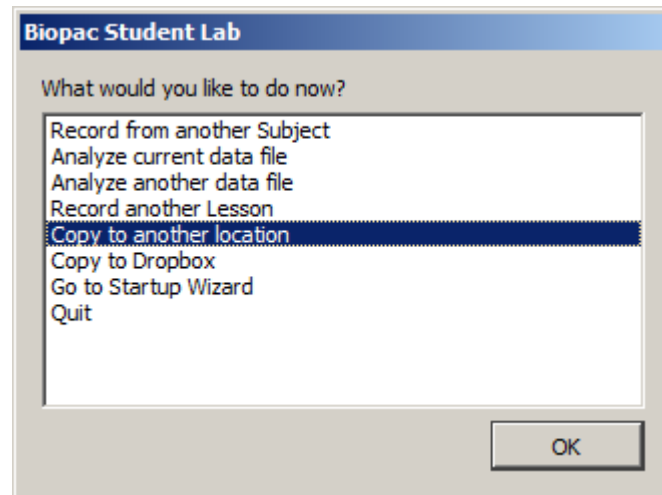 Biopac Student Lab
What would you like to do now?
Record from another Subject
Analyze current data file
Analyze another data file
Record another Lesson
Copy to another location
Copy to Dropbox
Go to Startup Wizard
Quit
OK